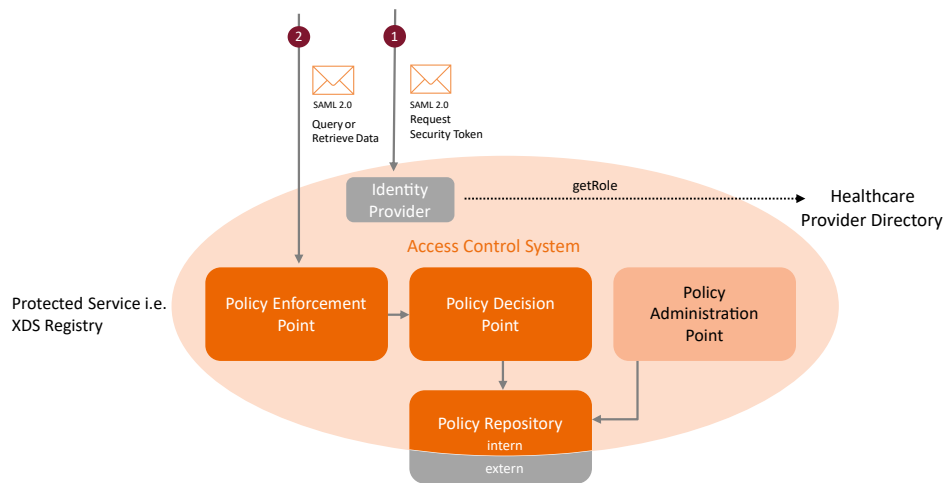 2
1
SAML 2.0
Query or
Retrieve Data
SAML 2.0
Request
Security Token
Identity
Provider
getRole
Healthcare
Provider Directory
Access Control System
Protected Service i.e.
XDS Registry
Policy Enforcement
Point
Policy Decision
Point
Policy
Administration
Point
Policy Repository
intern
extern